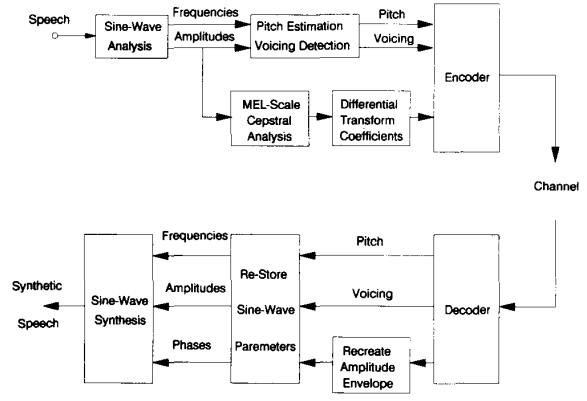 Speech
Sine-Wave
Analysis
Frequencies
Amplitudes
Pitch Estimation
Voicing Detection
Pitch
Voicing
Encoder
MEL-Scale
Cepstral
Analysis
Differential
Transform
Coefficients
Channel
Synthetic
Speech
Sine-Wave
Synthesis
Frequencies
Amplitudes
Phases
Re-Store
Sine-Wave
Paremeters
Pitch
Voicing
Recreate
Amplitude
Envelope
Decoder